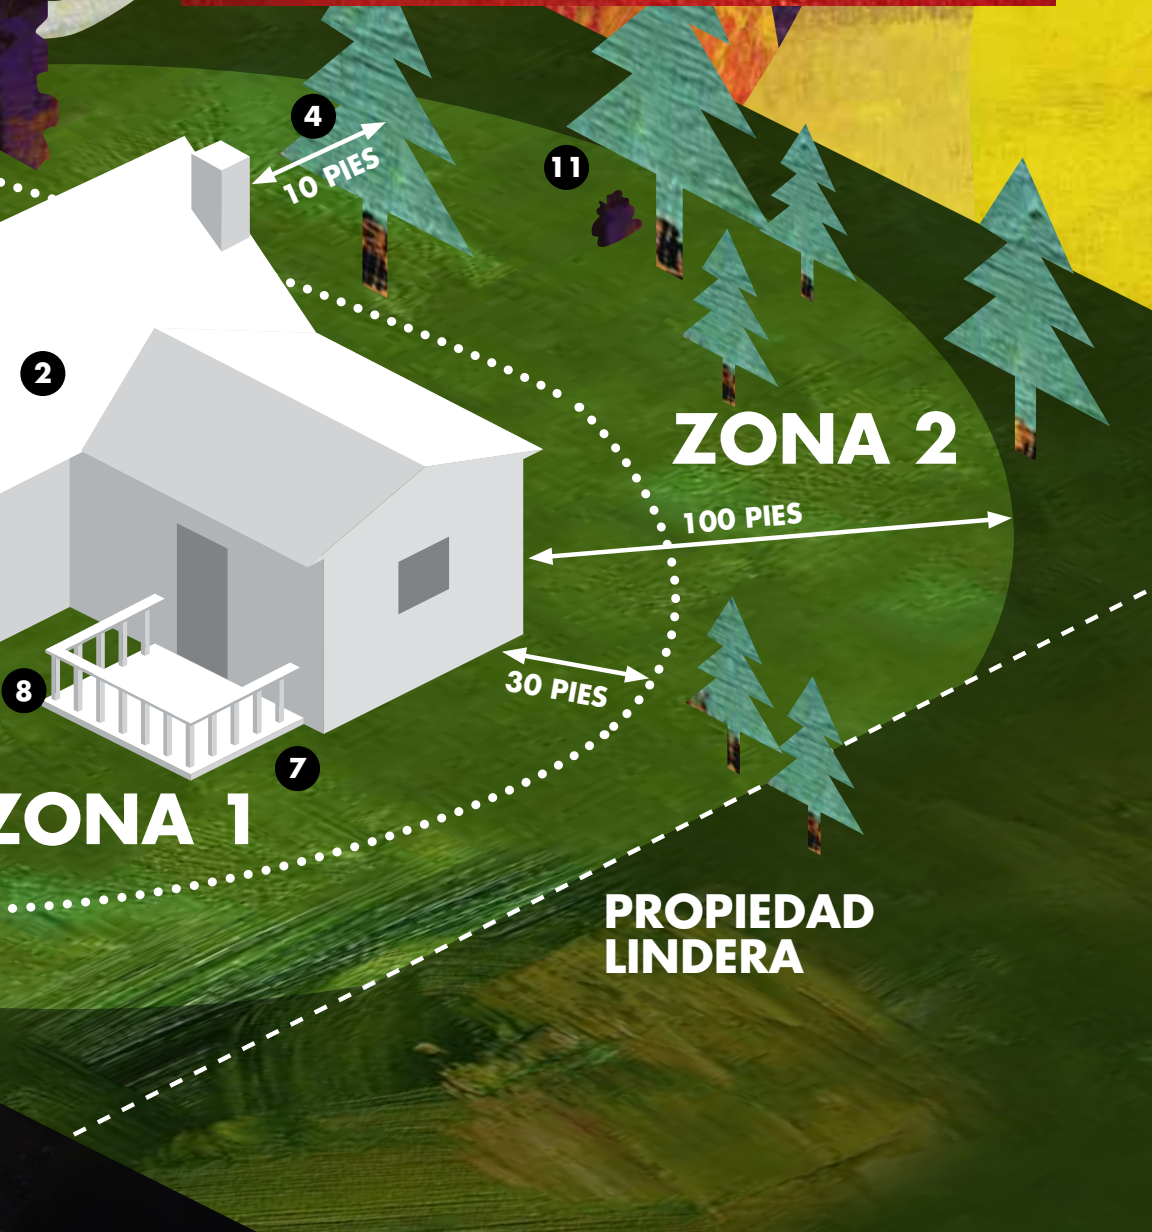 4
10 PIES
11
2
ZONA 2
100 PIES
30 PIES
8
7
ZONA 1
PROPIEDAD
LINDERA